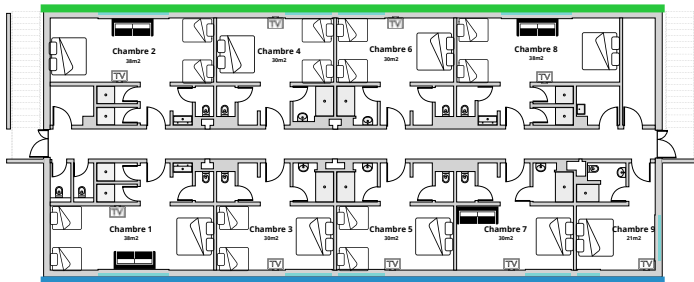 TV
TV
Chambre 2
38m2
Chambre 4
30m2
Chambre 6
30m2
Chambre 8
38m2
TV
TV
TV
Chambre 1
38m2
Chambre 3
30m2
Chambre 5
30m2
Chambre 7
30m2
Chambre 9
21m2
TV
TV
TV
TV